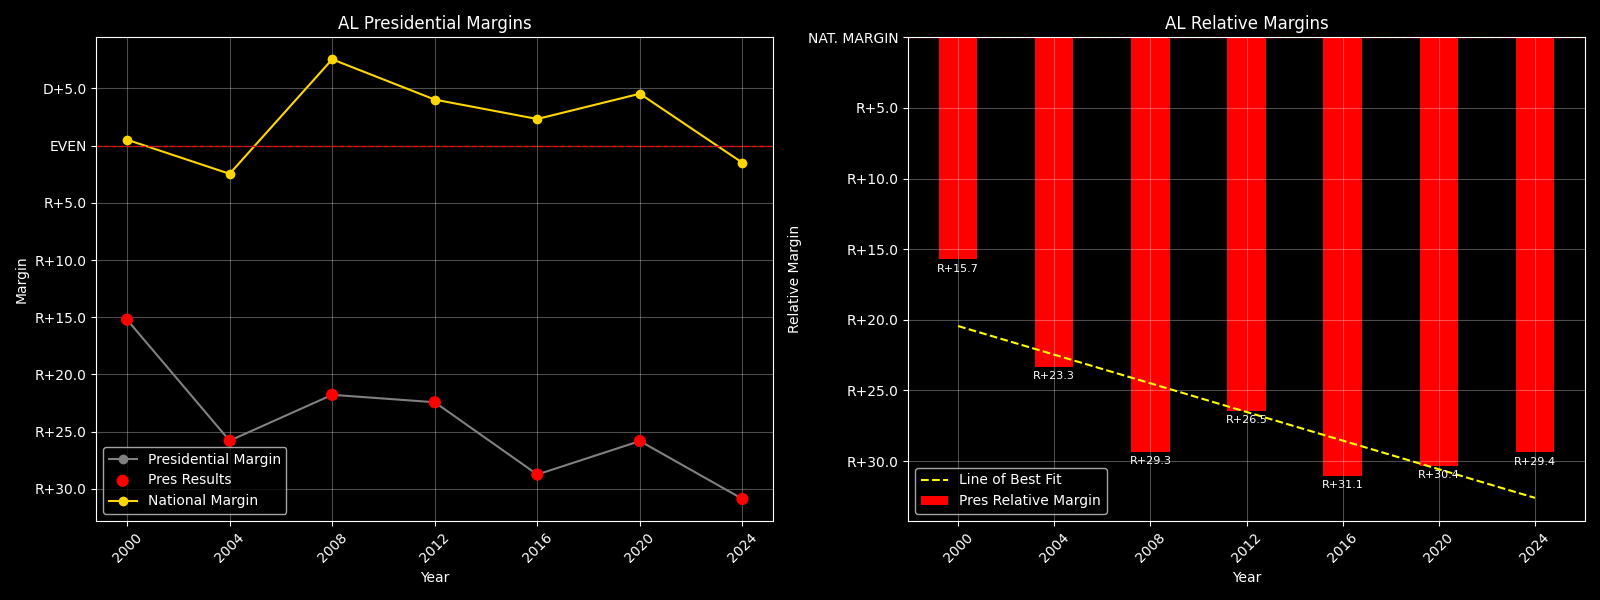 AL Presidential Margins
D+5.0
EVEN
R+5.0
R+10.0
R+15.0
R+20.0
R+25.0
R+30.0
Margin
Presidential Margin
Pres Results
National Margin
2000
2004
2008
2012
2016
2020
2024
Year
AL Relative Margins
NAT. MARGIN
R+5.0
R+10.0
R+15.0
R+20.0
R+25.0
R+30.0
Relative Margin
R+15.7
R+23.3
R+29.3
R+26.5
R+31.1
R+30.4
R+29.4
Line of Best Fit
Pres Relative Margin
2000
2004
2008
2012
2016
2020
2024
Year